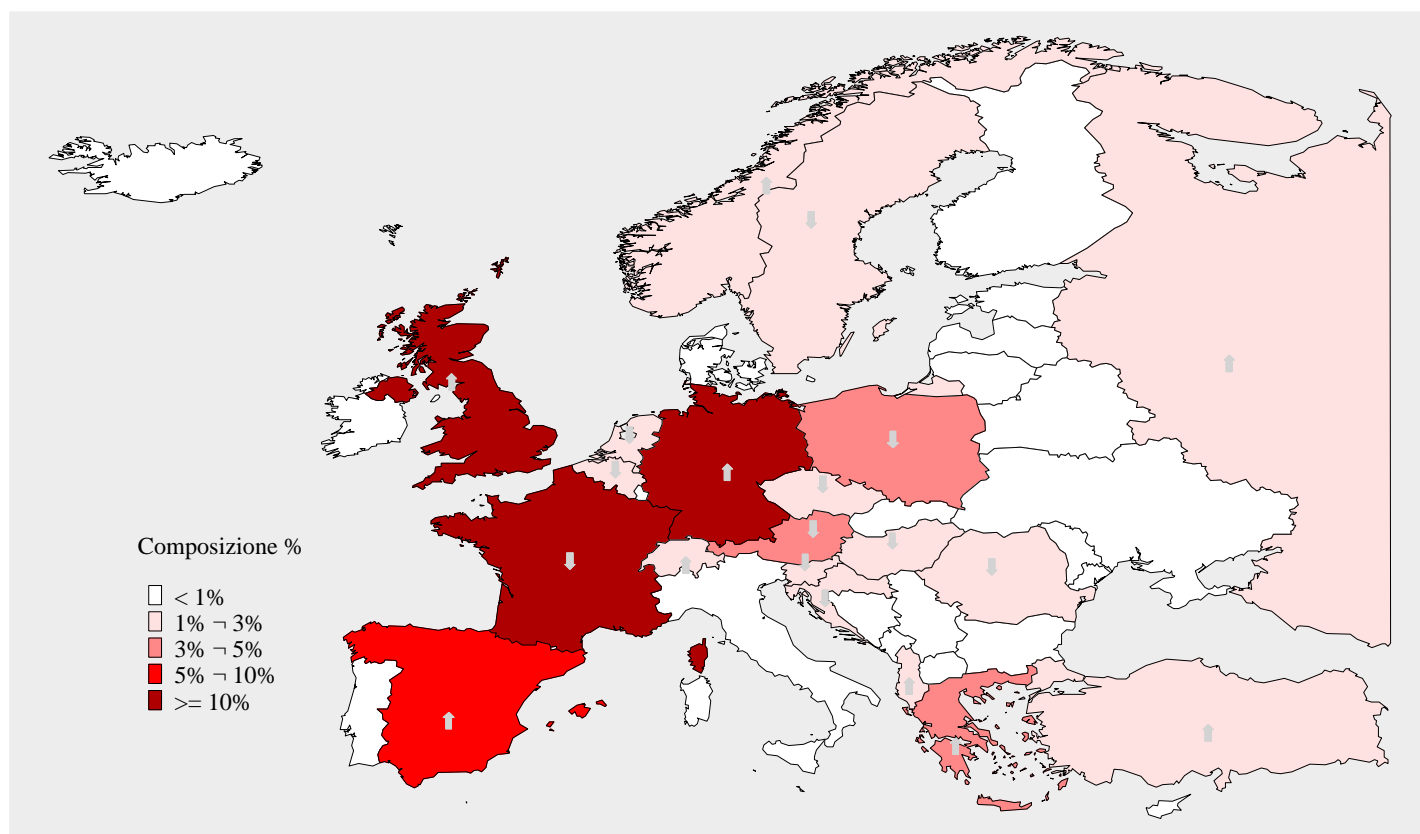 Composizione %
< 1%
1% ¬ 3%
3% ¬ 5%
5% ¬ 10%
>= 10%